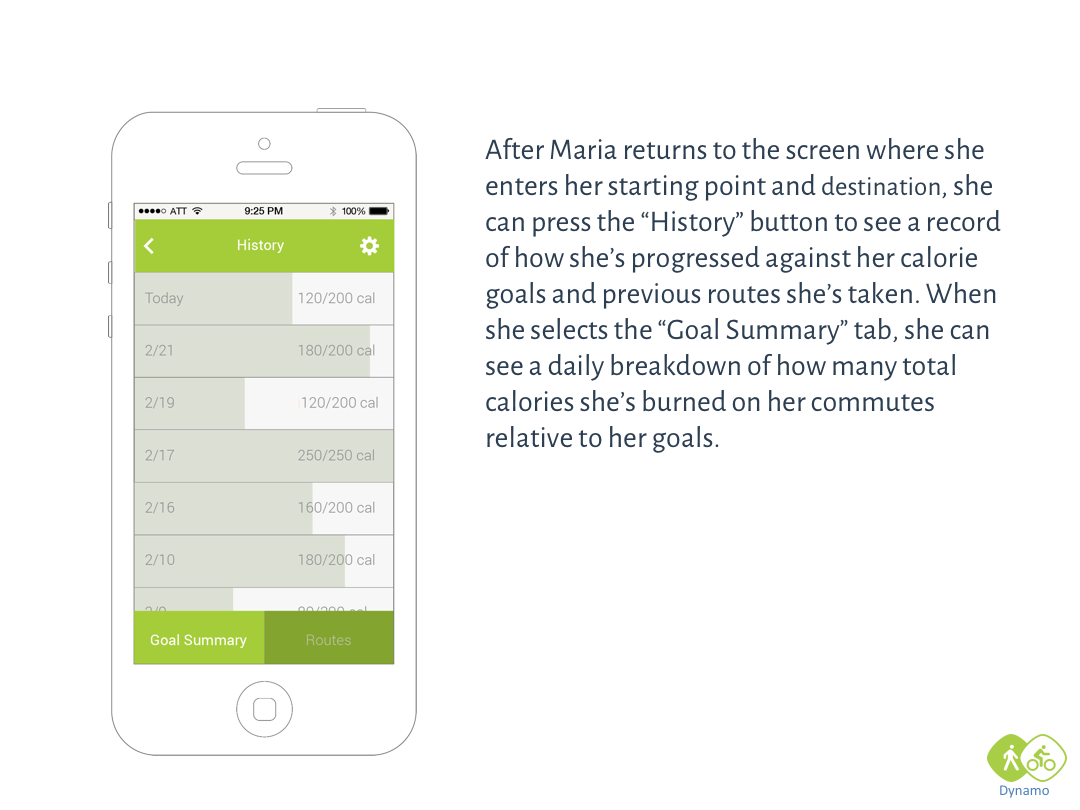 ATT 9:25 PM 100%
History
Today 120/200 cal
2/21 180/200 cal
2/19 120/200 cal
2/17 250/250 cal
2/16 160/200 cal
2/10 180/200 cal
Goal Summary Routes
After Maria returns to the screen where she
enters her starting point and destination, she
can press the “History” button to see a record
of how she’s progressed against her calorie
goals and previous routes she’s taken. When
she selects the “Goal Summary” tab, she can
see a daily breakdown of how many total
calories she’s burned on her commutes
relative to her goals.
Dynamo